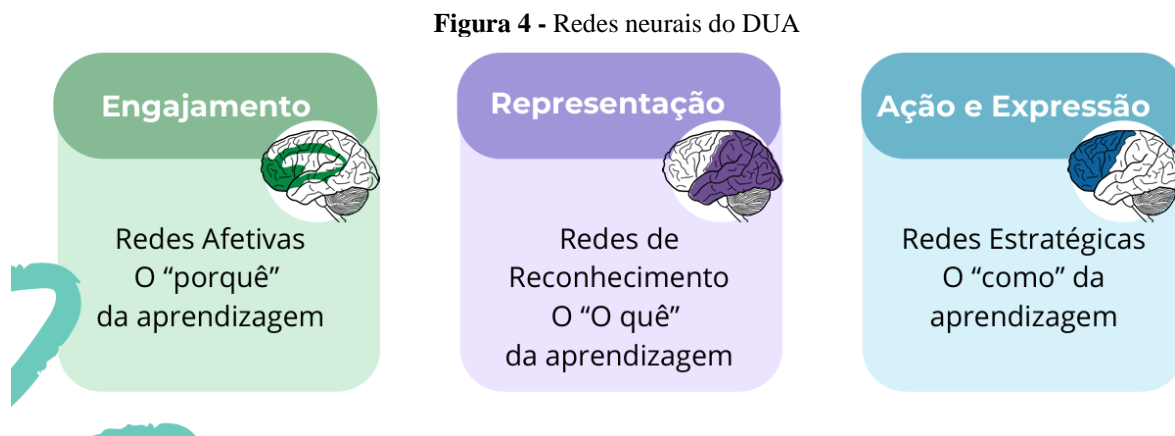 Figura 4 - Redes neurais do DUA
Engajamento
Redes Afetivas
O “porquê”
da aprendizagem
Representação
Redes de
Reconhecimento
O “O quê”
da aprendizagem
Ação e Expressão
Redes Estratégicas
O “como” da
aprendizagem